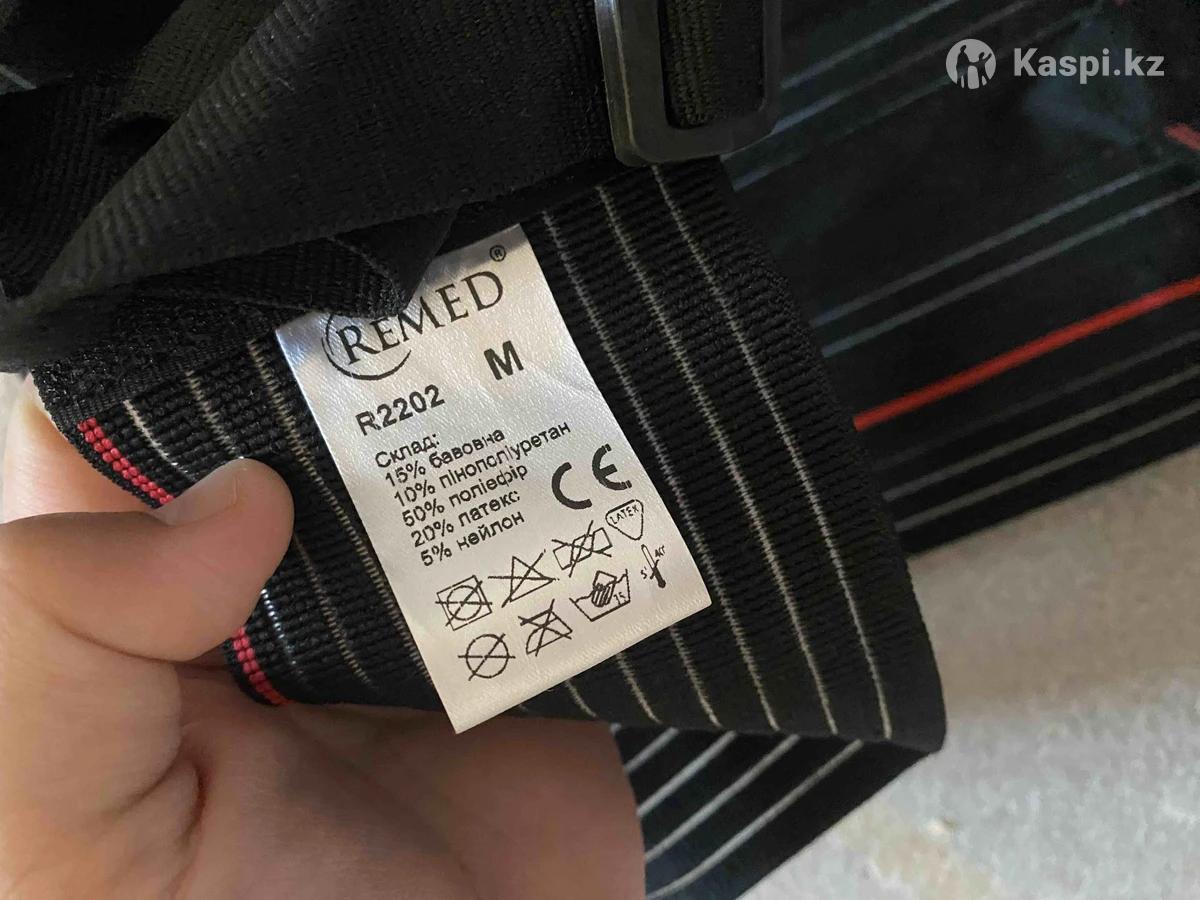 Kaspi.kz
REMED®
M
R2202
Склад:
15% бавовна
10% пінополіуретан
50% поліефір
20% латекс
5% нейлон
CE
LATEX